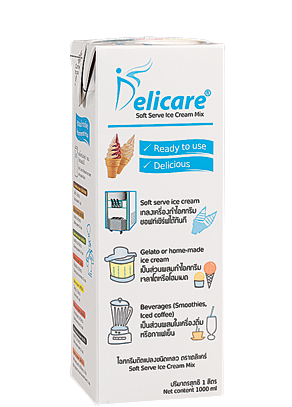 Delicare®
Soft Serve Ice Cream Mix
Ready to use
Delicious
Soft serve ice cream
เทลงเครื่องทำไอศกรีม
ซอฟท์เซิร์ฟได้ทันที
Gelato or home-made
ice cream
เป็นส่วนผสมทำไอศกรีม
เจลาโต้หรือโฮมเมด
Beverages (Smoothies,
Iced coffee)
เป็นส่วนผสมในเครื่องดื่ม
หรือกาแฟเย็น
ไอศกรีมดัดแปลงชนิดเหลว ตราเดลิแคร์
Soft Serve Ice Cream Mix
ปริมาตรสุทธิ 1 ลิตร
Net content 1000 ml